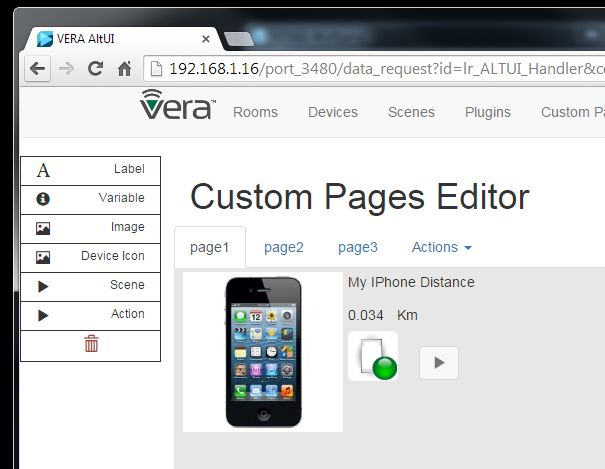 VERA AltUI
192.168.1.16/port_3480/data_request?id=lr_ALTUI_Handler&c
vera™ Rooms Devices Scenes Plugins Custom Pa
Label
Variable
Image
Device Icon
Scene
Action
Custom Pages Editor
page1 page2 page3 Actions
My IPhone Distance
0.034 Km